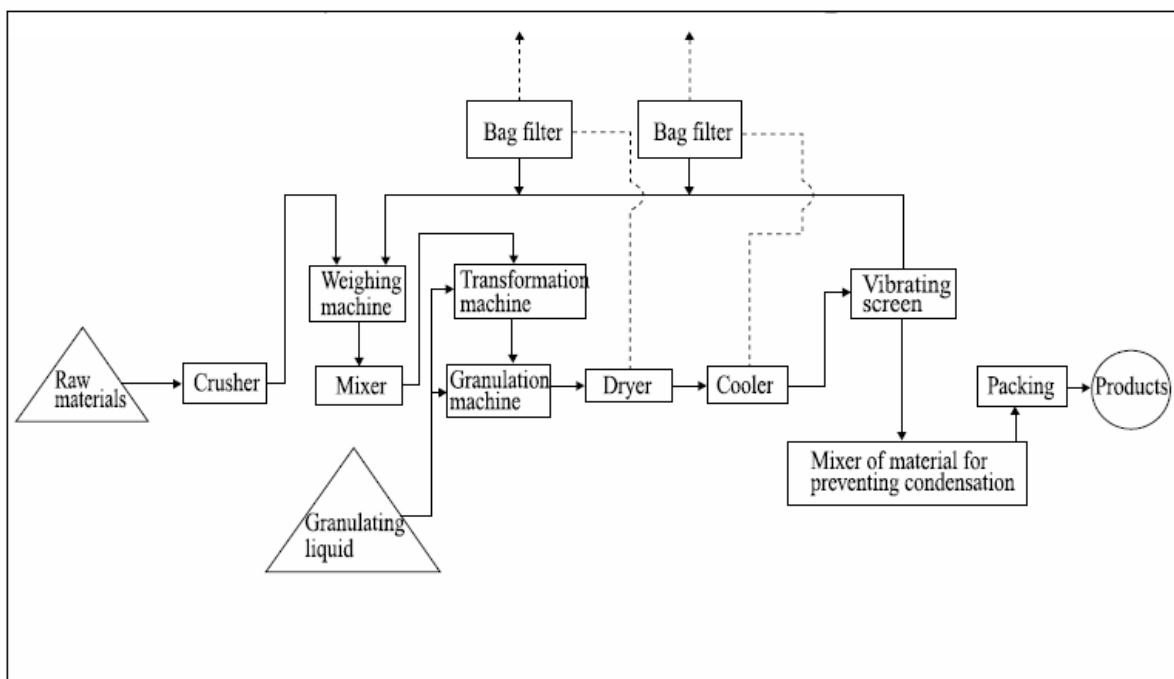 Bag filter
Bag filter
Weighing
machine
Transformation
machine
Vibrating
screen
Raw
materials
Crusher
Mixer
Granulation
machine
Dryer
Cooler
Packing
Products
Mixer of material for
preventing condensation
Granulating
liquid